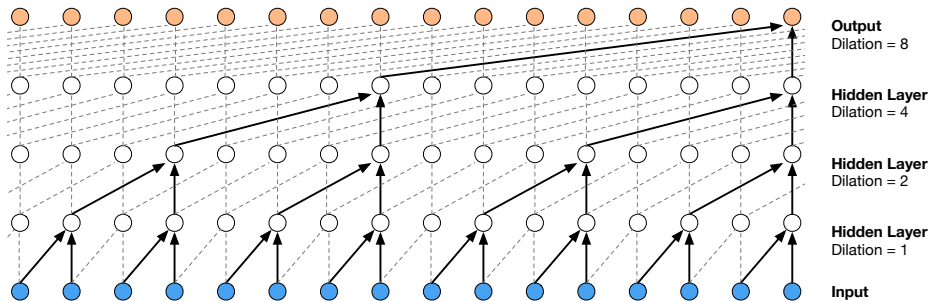 Output
Dilation = 8
Hidden Layer
Dilation = 4
Hidden Layer
Dilation = 2
Hidden Layer
Dilation = 1
Input